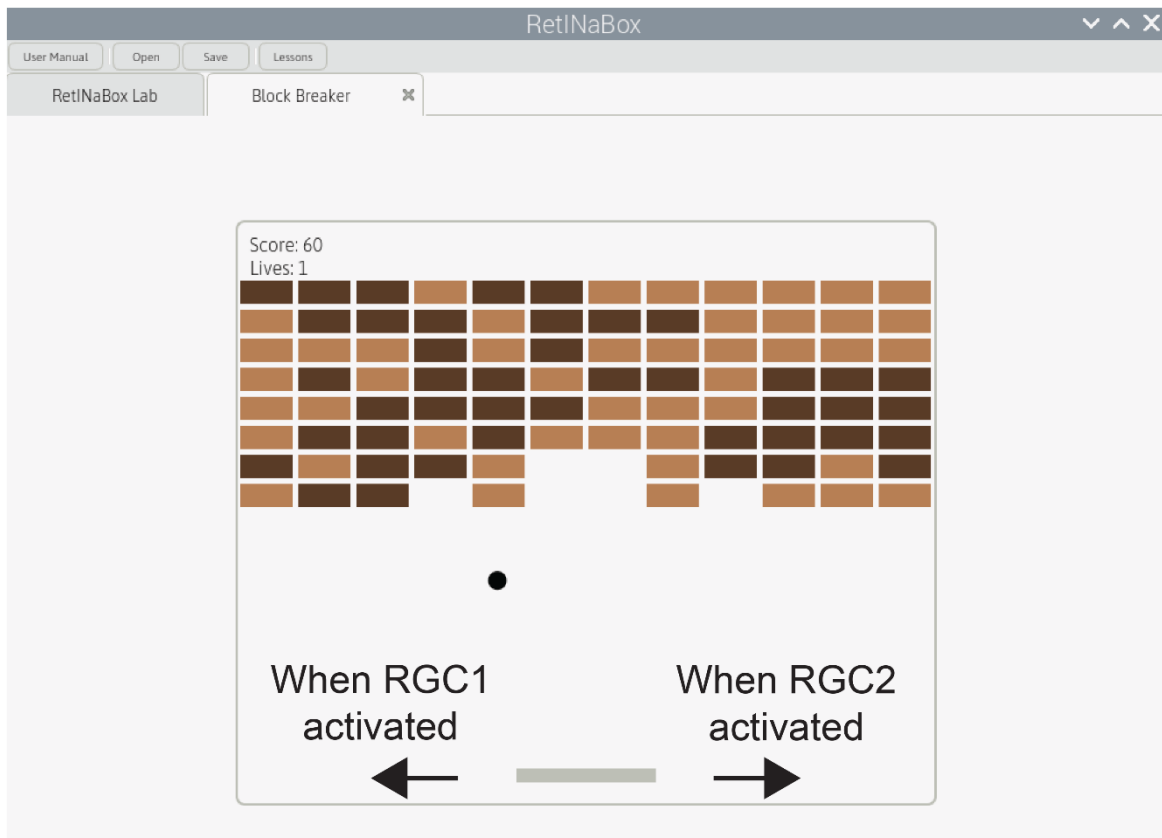 RetINaBox
User Manual
Open
Save
Lessons
RetINaBox Lab
Block Breaker
Score: 60
Lives: 1
When RGC1
activated
When RGC2
activated